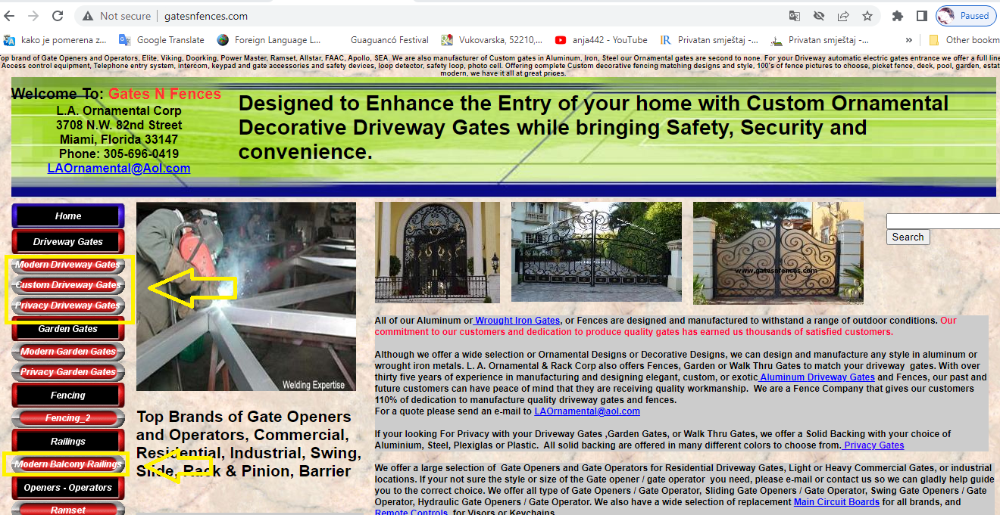 Not secure
gatesnfences.com
Paused
kako je pomerena z...
Google Translate
Foreign Language L...
Guaguancó Festival
Vukovarska, 52210,...
anja442 - YouTube
Privatan smještaj -...
Privatan smještaj -...
»
Other bookm
op brand of Gate Openers and Operators, Elite, Viking, Doorking, Power Master, Ramset, Allstar, FAAC, Apollo, SEA. We are also manufacturer of Custom gates in Aluminum, Iron, Steel our Ornamental gates are second to none. For your Driveway automatic electric gates entrance we offer a full line
Access control equipment, Telephone entry system, intercom, keypad and gate accessories and safety devices, loop detector, safety loop, photo cell. Offering complete Custom decorative fencing matching designs and style, 100's of fence pictures to choose, picket fence, deck, pool, garden, estat
modern, we have it all at great prices.
Welcome To: Gates N Fences
L.A. Ornamental Corp
3708 N.W. 82nd Street
Miami, Florida 33147
Phone: 305-696-0419
LAOrnamental@Aol.com
Designed to Enhance the Entry of your home with Custom Ornamental
Decorative Driveway Gates while bringing Safety, Security and
convenience.
Home
Driveway Gates
Modern Driveway Gates
Custom Driveway Gates
Privacy Driveway Gates
Garden Gates
Modern Garden Gates
Privacy Garden Gates
Fencing
Fencing_2
Railings
Modern Balcony Railings
Openers - Operators
Ramset
Welding Expertise
Top Brands of Gate Openers
and Operators, Commercial,
Residential, Industrial, Swing,
Slide, Rack & Pinion, Barrier
www.gatesnfences.com
Search
All of our Aluminum or Wrought Iron Gates, or Fences are designed and manufactured to withstand a range of outdoor conditions. Our
commitment to our customers and dedication to produce quality gates has earned us thousands of satisfied customers.
Although we offer a wide selection or Ornamental Designs or Decorative Designs, we can design and manufacture any style in aluminum or
wrought iron metals. L. A. Ornamental & Rack Corp also offers Fences, Garden or Walk Thru Gates to match your driveway gates. With over
thirty five years of experience in manufacturing and designing elegant, custom, or exotic Aluminum Driveway Gates and Fences, our past and
future customers can have peace of mind that they are receiving quality workmanship. We are a Fence Company that gives our customers
110% of dedication to manufacture quality driveway gates and fences.
For a quote please send an e-mail to LAOrnamental@aol.com
If your looking For Privacy with your Driveway Gates ,Garden Gates, or Walk Thru Gates, we offer a Solid Backing with your choice of
Aluminium, Steel, Plexiglas or Plastic. All solid backing are offered in many different colors to choose from. Privacy Gates
We offer a large selection of Gate Openers and Gate Operators for Residential Driveway Gates, Light or Heavy Commercial Gates, or industrial
locations. If your not sure the style or size of the Gate opener / gate operator you need, please e-mail or contact us so we can gladly help guide
you to the correct choice. We offer all type of Gate Openers / Gate Operator, Sliding Gate Openers / Gate Operator, Swing Gate Openers / Gate
Operator, Hydraulic Gate Openers / Gate Operator. We also have a wide selection of replacement Main Circuit Boards for all brands, and
Remote Controls, for Visors or Keychains